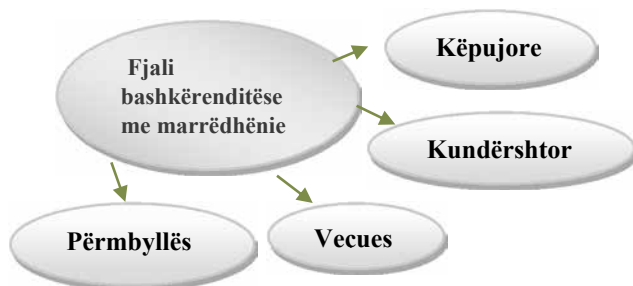 Fjali
bashkërenditëse
me marrëdhënie
Këpujore
Kundërshtor
Vecues
Përmbyllës